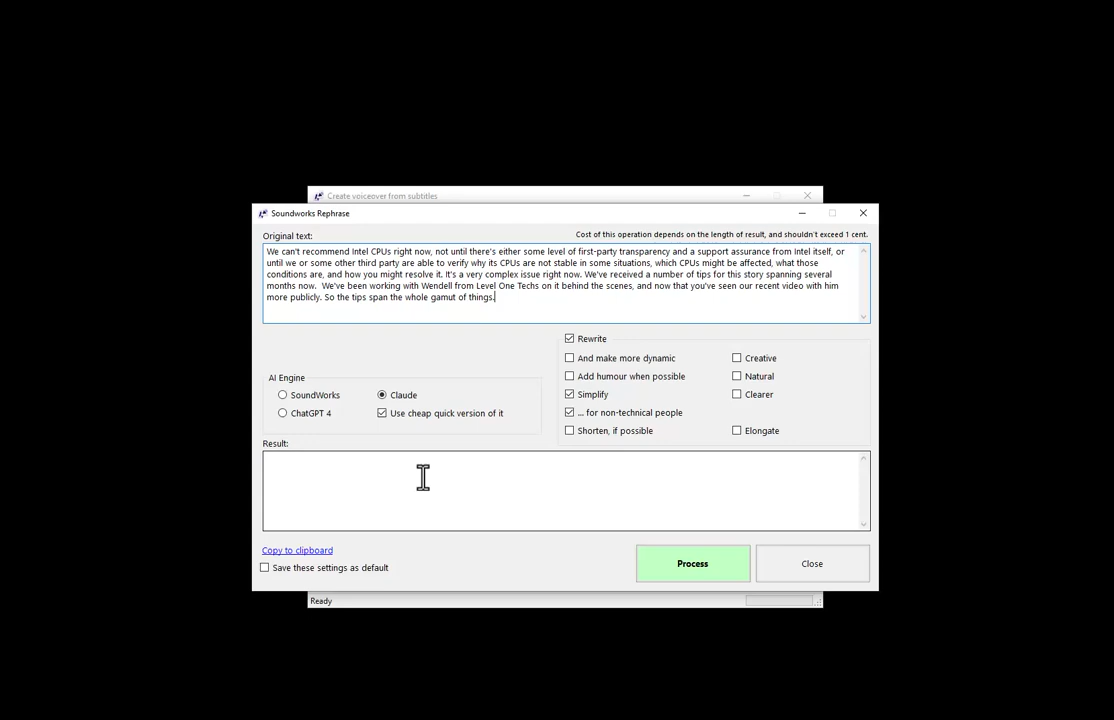 Create voiceover from subtitles
Soundworks Rephrase
Original text:
Cost of this operation depends on the length of result, and shouldn't exceed 1 cent.
We can't recommend Intel CPUs right now, not until there's either some level of first-party transparency and a support assurance from Intel itself, or
until we or some other third party are able to verify why its CPUs are not stable in some situations, which CPUs might be affected, what those
conditions are, and how you might resolve it. It's a very complex issue right now. We've received a number of tips for this story spanning several
months now.  We've been working with Wendell from Level One Techs on it behind the scenes, and now that you've seen our recent video with him
more publicly. So the tips span the whole gamut of things.
Rewrite
And make more dynamic
Creative
Add humour when possible
Natural
AI Engine
SoundWorks
Claude
Simplify
Clearer
ChatGPT 4
Use cheap quick version of it
... for non-technical people
Shorten, if possible
Elongate
Result:
Copy to clipboard
Save these settings as default
Process
Close
Ready